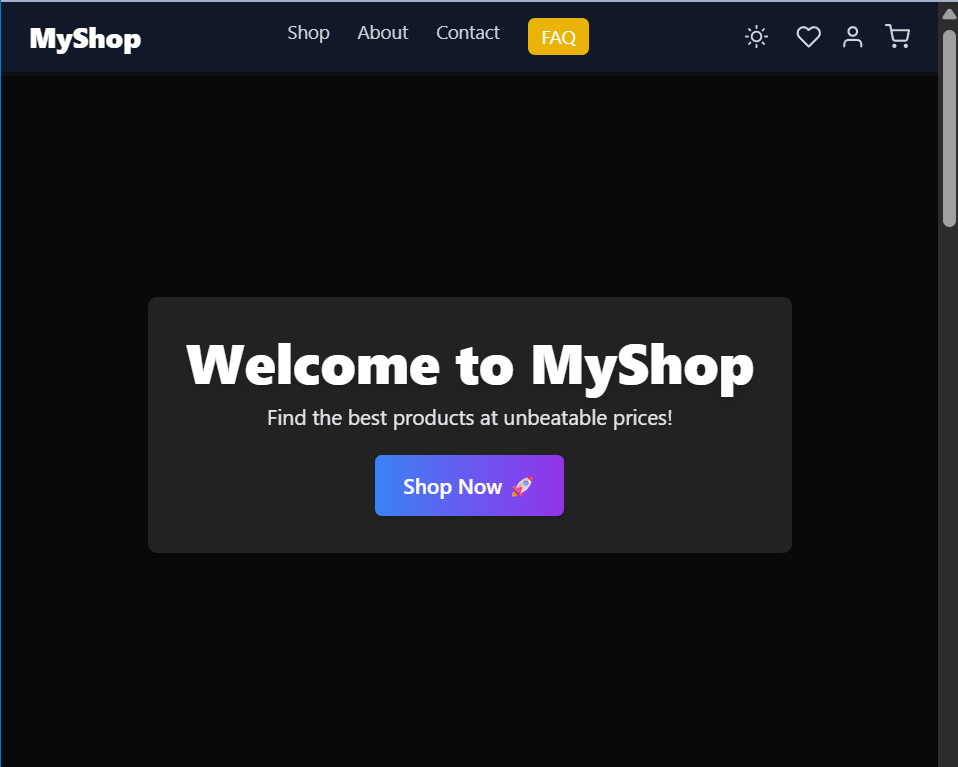 MyShop Shop About Contact FAQ
Welcome to MyShop
Find the best products at unbeatable prices!
Shop Now 🚀